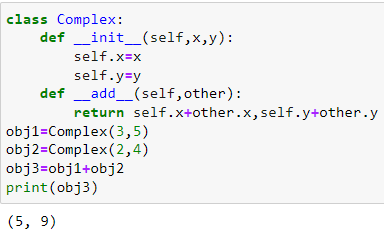 class Complex:
    def __init__(self,x,y):
        self.x=x
        self.y=y
    def __add__(self,other):
        return self.x+other.x,self.y+other.y
obj1=Complex(3,5)
obj2=Complex(2,4)
obj3=obj1+obj2
print(obj3)
(5, 9)